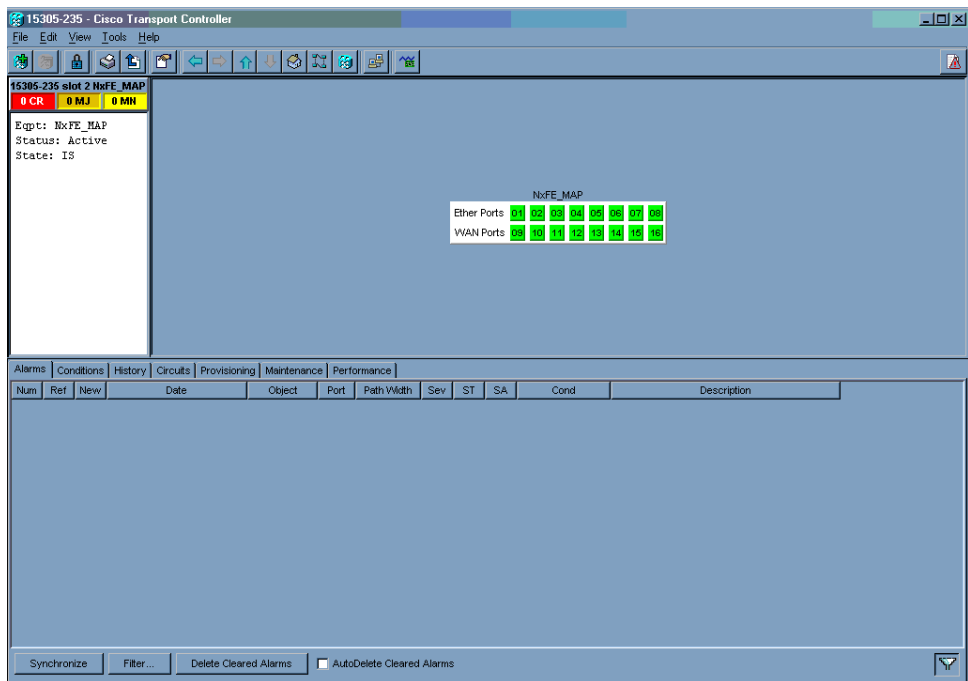 15305-235 - Cisco Transport Controller
File Edit View Tools Help
15305-235 slot 2 NxFE_MAP
0 CR 0 MJ 0 MN
Eqpt: NxFE_MAP
Status: Active
State: IS
NxFE_MAP
Ether Ports 01 02 03 04 05 06 07 08
WAN Ports 09 10 11 12 13 14 15 16
Alarms Conditions History Circuits Provisioning Maintenance Performance
Num Ref New Date Object Port Path Width Sev ST SA Cond Description
Synchronize Filter... Delete Cleared Alarms AutoDelete Cleared Alarms